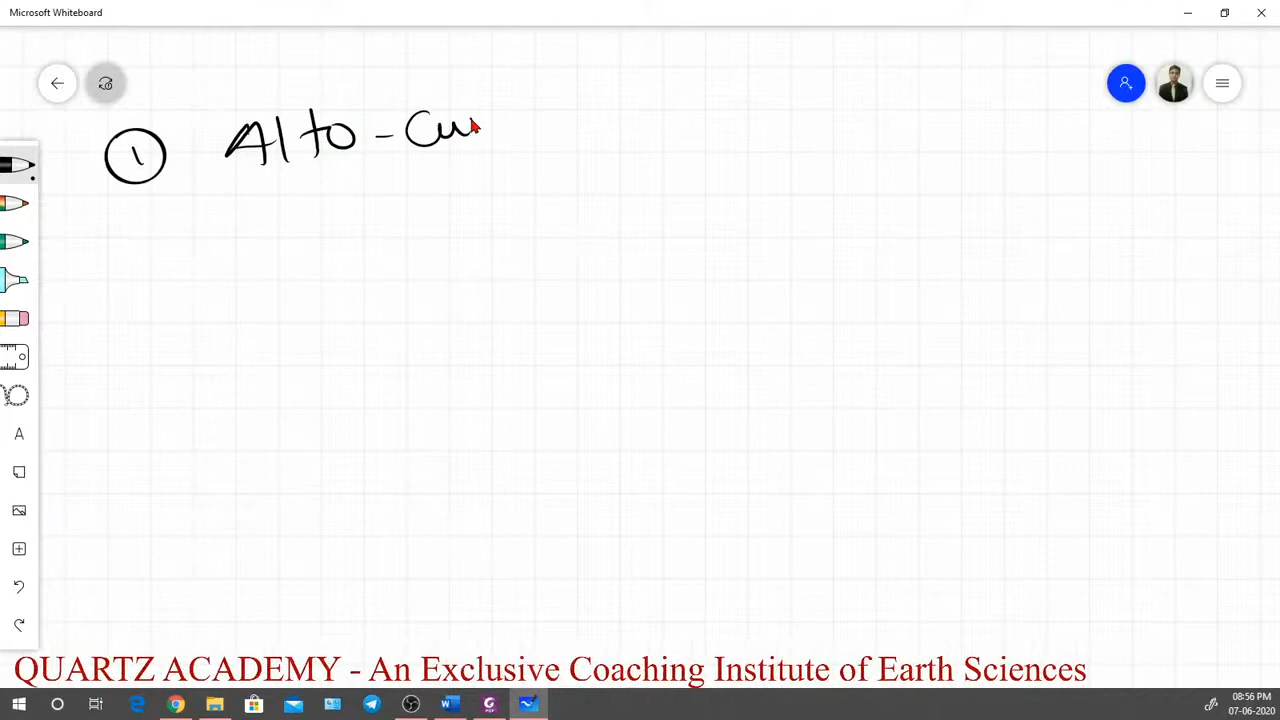 Microsoft Whiteboard
① Alto - Cu
A
QUARTZ ACADEMY - An Exclusive Coaching Institute of Earth Sciences
08:56 PM
07-06-2020